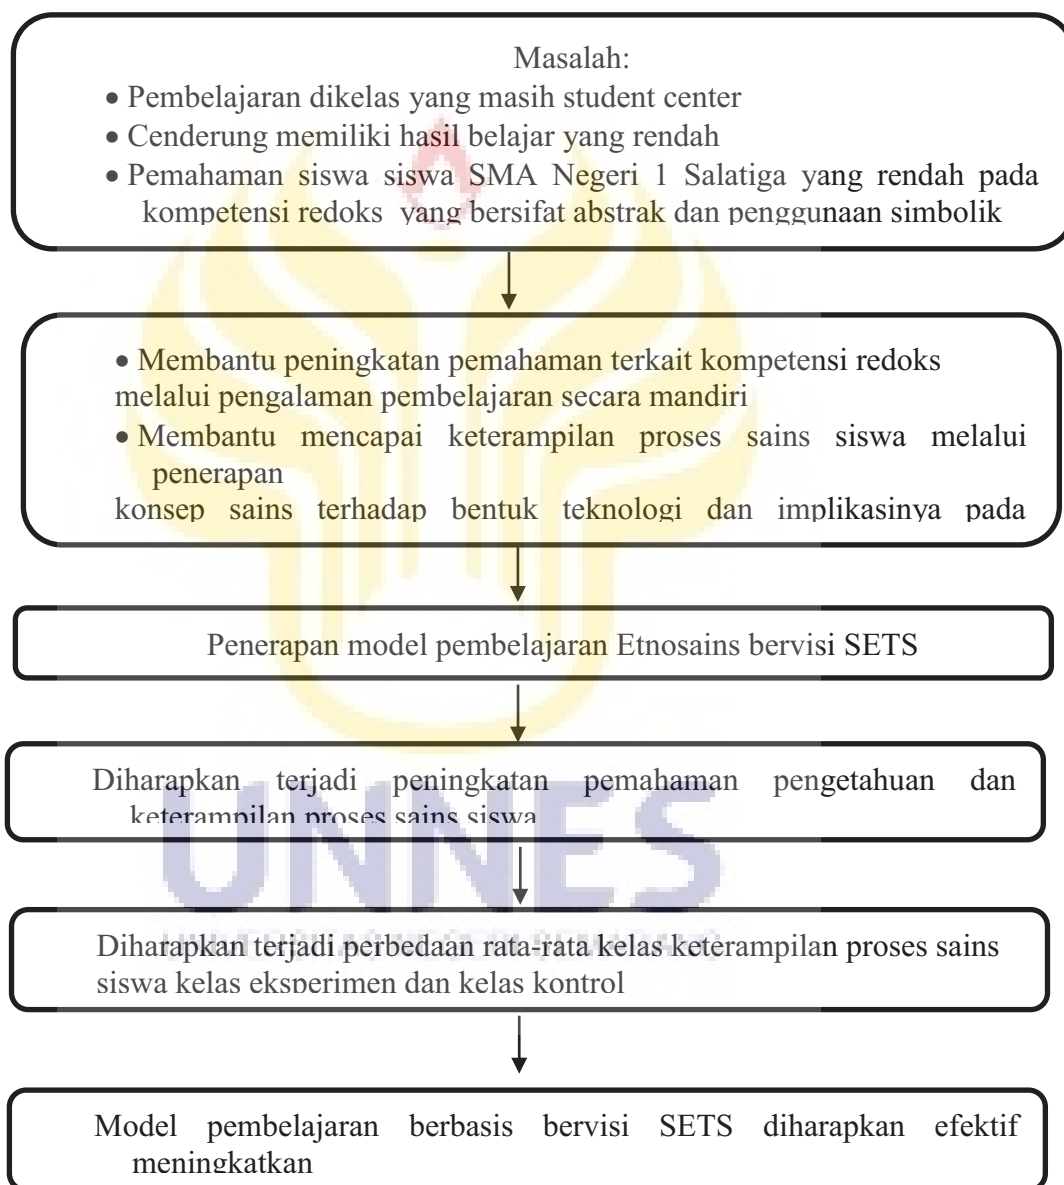 Masalah:
• Pembelajaran dikelas yang masih student center
• Cenderung memiliki hasil belajar yang rendah
• Pemahaman siswa siswa SMA Negeri 1 Salatiga yang rendah pada
kompetensi redoks yang bersifat abstrak dan penggunaan simbolik
• Membantu peningkatan pemahaman terkait kompetensi redoks
melalui pengalaman pembelajaran secara mandiri
• Membantu mencapai keterampilan proses sains siswa melalui
penerapan
konsep sains terhadap bentuk teknologi dan implikasinya pada
Penerapan model pembelajaran Etnosains bervisi SETS
Diharapkan terjadi peningkatan pemahaman pengetahuan dan
keterampilan proses sains siswa
UNNES
Diharapkan terjadi perbedaan rata-rata kelas keterampilan proses sains
siswa kelas eksperimen dan kelas kontrol
Model pembelajaran berbasis bervisi SETS diharapkan efektif
meningkatkan